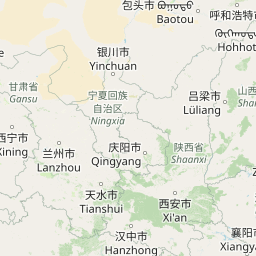 包头市
Baotou
呼和浩特
Hohhot
银川市
Yinchuan
甘肃省
Gansu
宁夏回族
自治区
Ningxia
吕梁市
Lüliang
山西
Sha
西宁市
Xining
兰州市
Lanzhou
庆阳市
Qingyang
陕西省
Shaanxi
天水市
Tianshui
西安市
Xi'an
汉中市
Hanzhong
襄阳
Xiangya